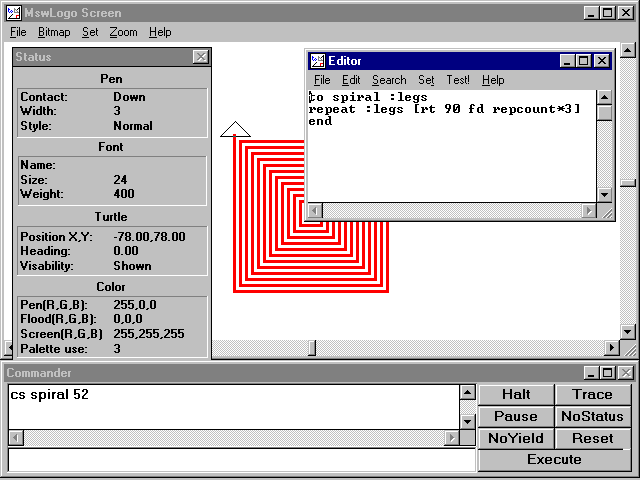 MswLogo Screen
File Bitmap Set Zoom Help
Status
Pen
Contact: Down
Width: 3
Style: Normal
Font
Name:
Size: 24
Weight: 400
Turtle
Position X,Y: -78.00,78.00
Heading: 0.00
Visability: Shown
Color
Pen(R,G,B): 255,0,0
Flood(R,G,B): 0,0,0
Screen(R,G,B) 255,255,255
Palette use: 3
Editor
File Edit Search Set Test! Help
to spiral :legs
repeat :legs [rt 90 fd repcount*3]
end
Commander
cs spiral 52
Halt Trace
Pause NoStatus
NoYield Reset
Execute